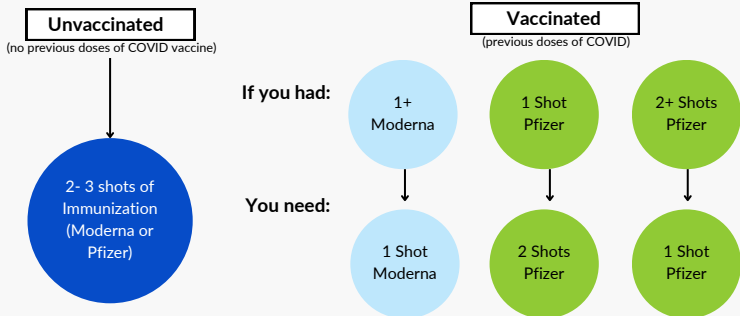 Unvaccinated
(no previous doses of COVID vaccine)
2- 3 shots of
Immunization
(Moderna or
Pfizer)
Vaccinated
(previous doses of COVID)
If you had:
1+
Moderna
1 Shot
Pfizer
2+ Shots
Pfizer
You need:
1 Shot
Moderna
2 Shots
Pfizer
1 Shot
Pfizer